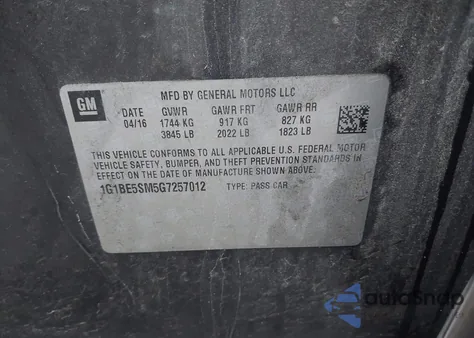 GM
MFD BY GENERAL MOTORS LLC
DATE GVWR GAWR FRT GAWR RR
04/16 1744 KG 917 KG 827 KG
3845 LB 2022 LB 1823 LB
THIS VEHICLE CONFORMS TO ALL APPLICABLE U.S. FEDERAL MOTOR
VEHICLE SAFETY, BUMPER, AND THEFT PREVENTION STANDARDS IN
EFFECT ON THE DATE OF MANUFACTURE SHOWN ABOVE.
1G1BE5SM5G7257012 TYPE: PASS CAR
AutoSnap